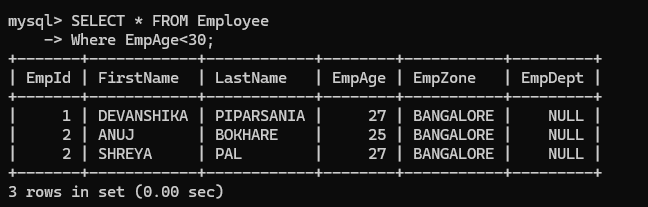 mysql> SELECT * FROM Employee
    -> Where EmpAge<30;
+-------+------------+------------+--------+-----------+---------+
| EmpId | FirstName  | LastName   | EmpAge | EmpZone   | EmpDept |
+-------+------------+------------+--------+-----------+---------+
|     1 | DEVANSHIKA | PIPARSANIA |     27 | BANGALORE |    NULL |
|     2 | ANUJ       | BOKHARE    |     25 | BANGALORE |    NULL |
|     2 | SHREYA     | PAL        |     27 | BANGALORE |    NULL |
+-------+------------+------------+--------+-----------+---------+
3 rows in set (0.00 sec)